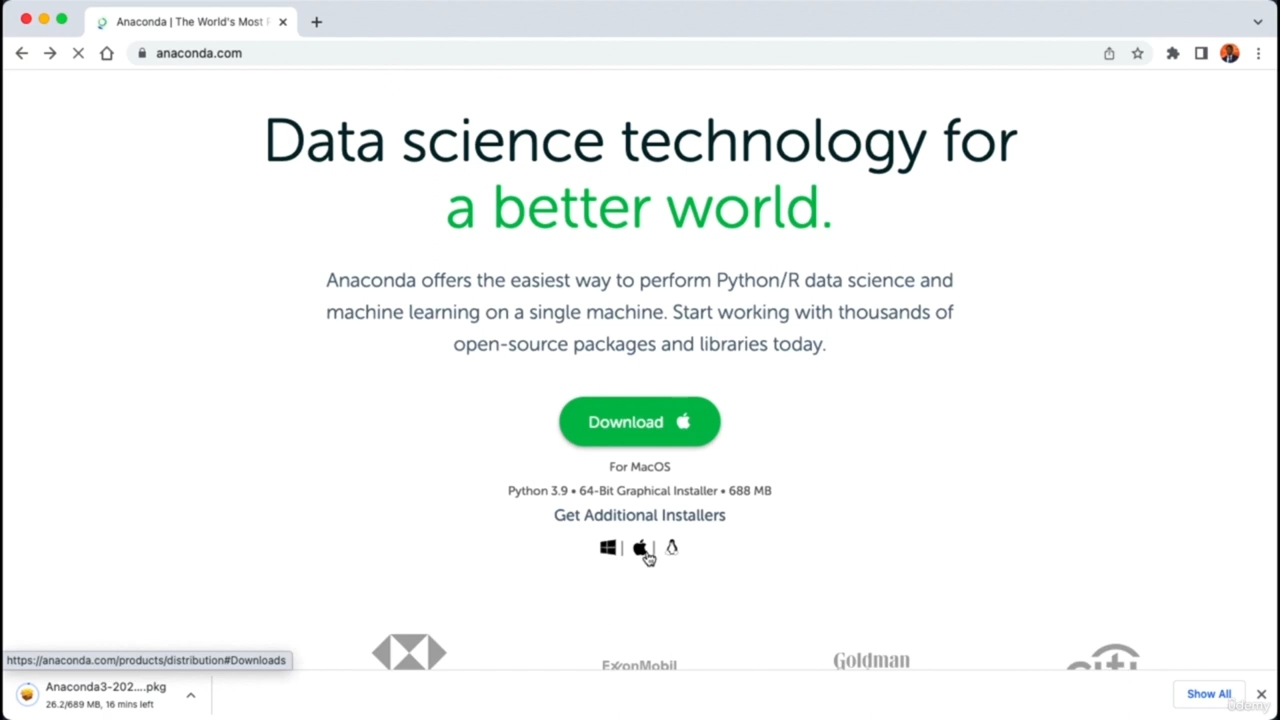 Anaconda | The World's Most
anaconda.com
Data science technology for
a better world.
Anaconda offers the easiest way to perform Python/R data science and
machine learning on a single machine. Start working with thousands of
open-source packages and libraries today.
Download
For MacOS
Python 3.9 • 64-Bit Graphical Installer • 688 MB
Get Additional Installers
ExxonMobil
Goldman
citi
https://anaconda.com/products/distribution#Downloads
Anaconda3-202....pkg
26.2/689 MB, 16 mins left
Show All
ûdemy